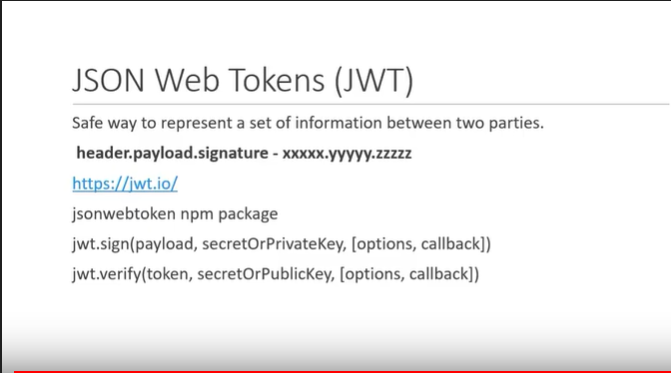 JSON Web Tokens (JWT)
Safe way to represent a set of information between two parties.
header.payload.signature - xxxxx.yyyyy.zzzzz
https://jwt.io/
jsonwebtoken npm package
jwt.sign(payload, secretOrPrivateKey, [options, callback])
jwt.verify(token, secretOrPublicKey, [options, callback])